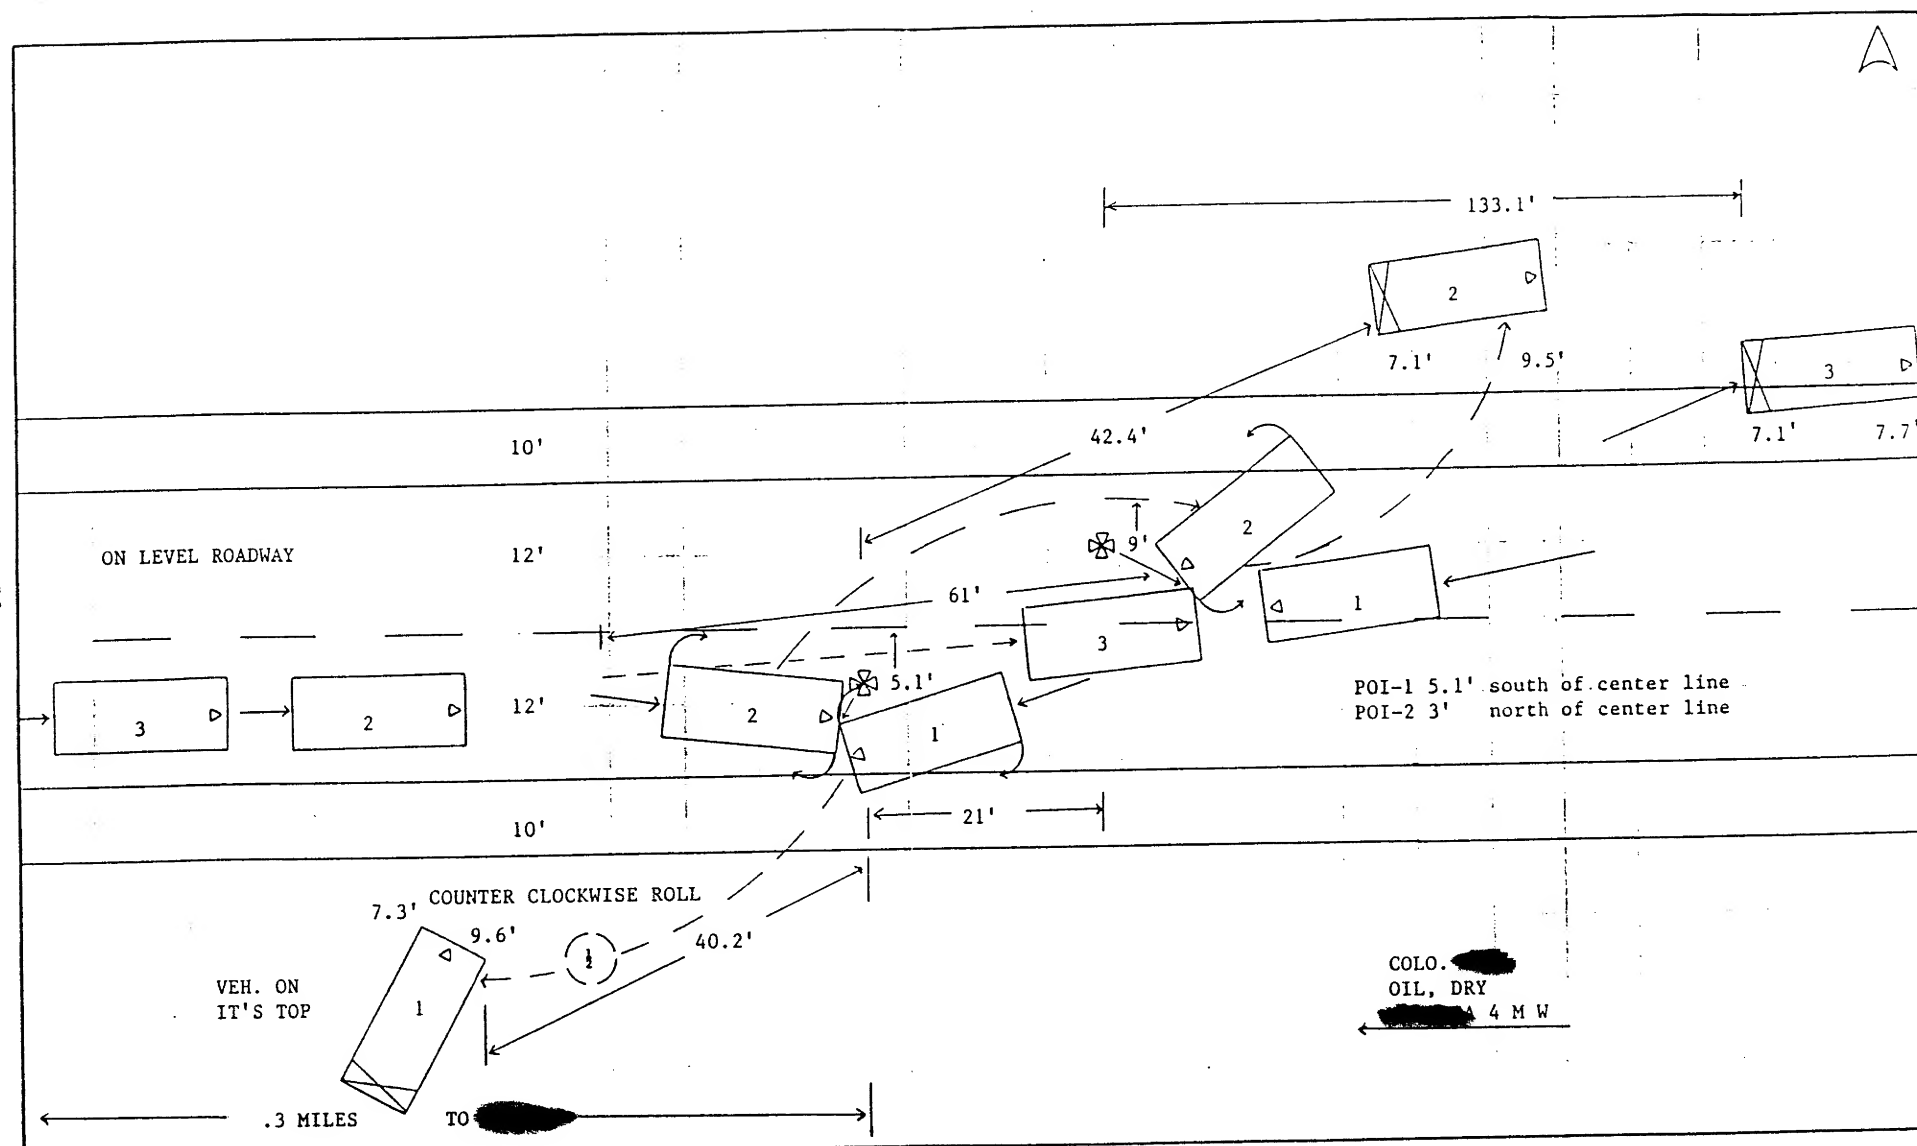 133.1'
2
7.1' 9.5'
3
7.1' 7.7'
10'
42.4'
ON LEVEL ROADWAY
12'
9'
2
61'
1
3
5.1'
3
2
12'
2
1
POI-1 5.1' south of center line
POI-2 3' north of center line
10'
21'
COUNTER CLOCKWISE ROLL
7.3'
9.6'
½
40.2'
VEH. ON
IT'S TOP
1
COLO.
OIL, DRY
A 4 M W
.3 MILES TO